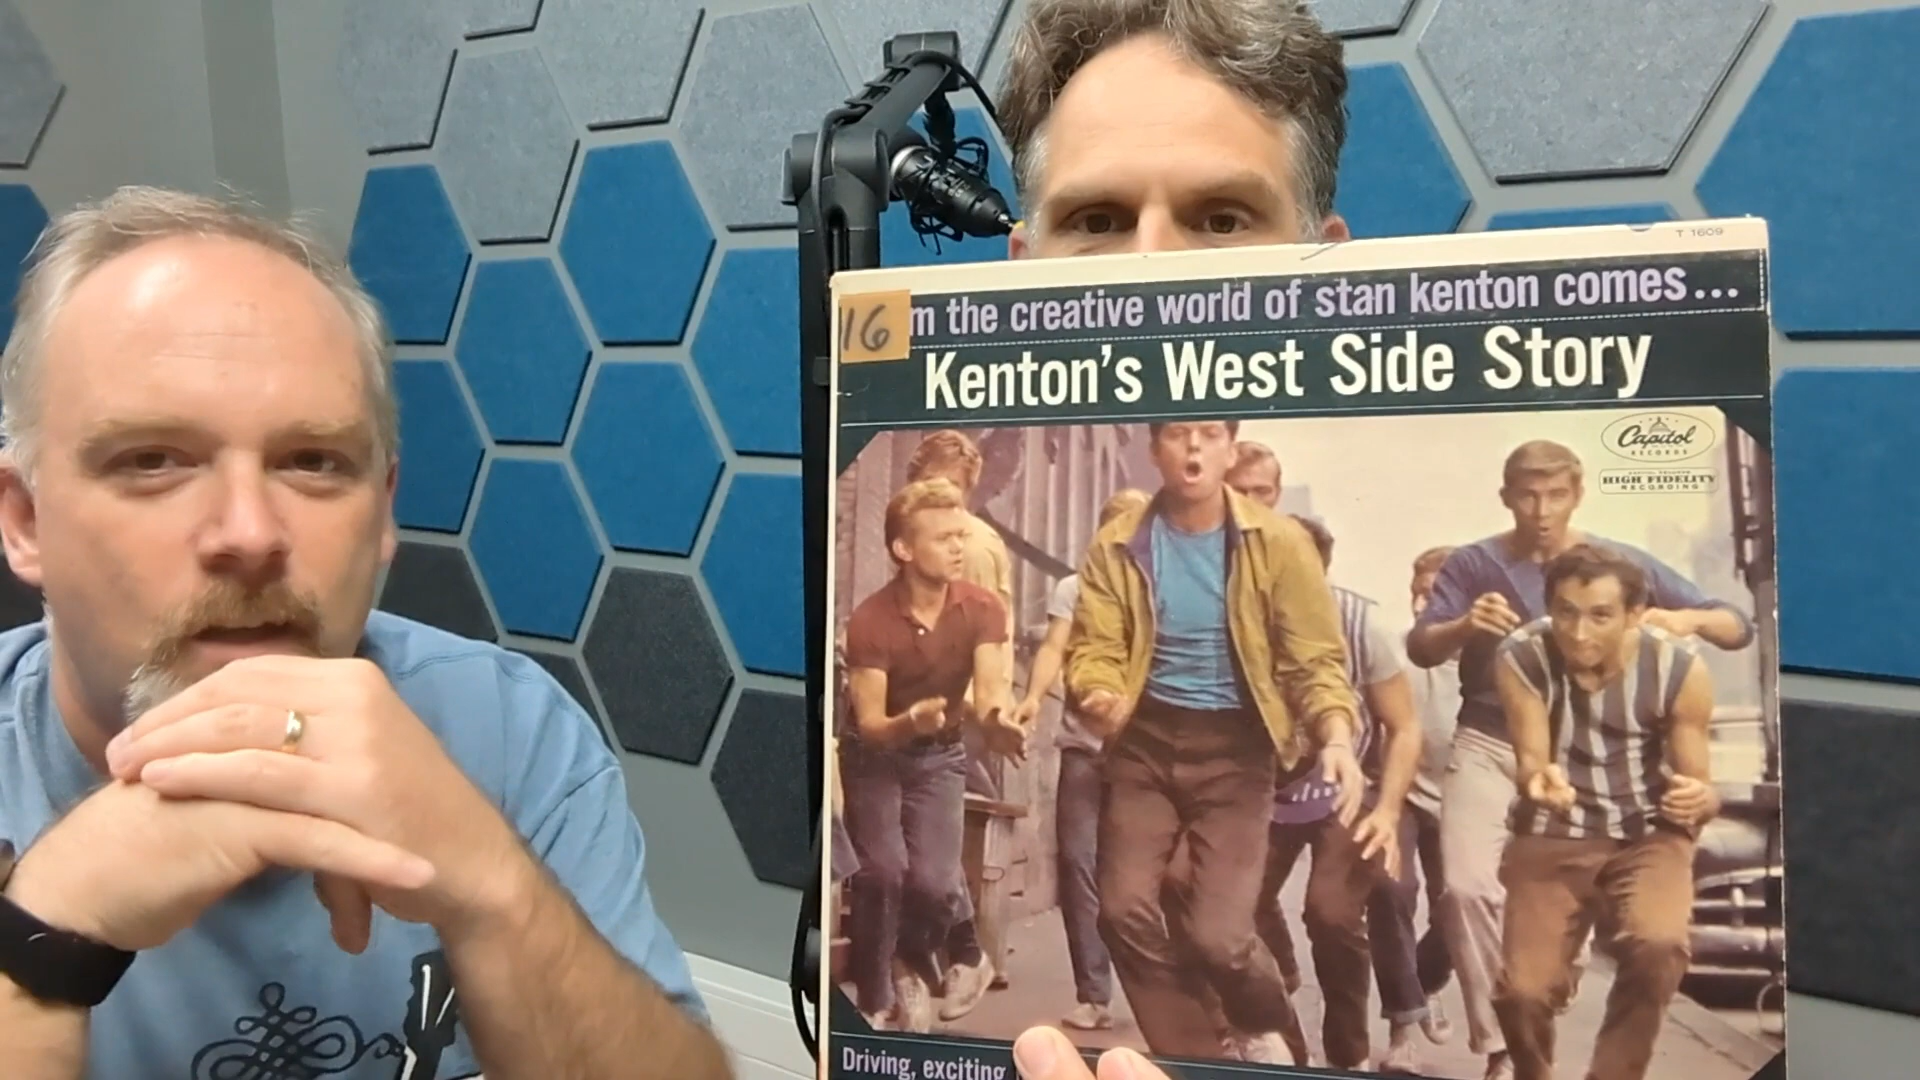 T 1609
16
m the creative world of stan kenton comes...
Kenton's West Side Story
Capitol
RECORDS
HIGH FIDELITY
RECORDING
Driving, exciting